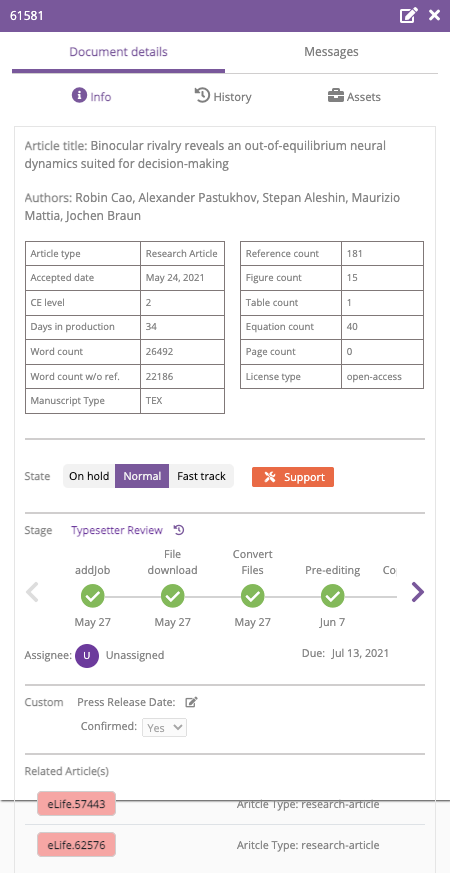 61581
Document details Messages
Info History Assets
Article title: Binocular rivalry reveals an out-of-equilibrium neural
dynamics suited for decision-making
Authors: Robin Cao, Alexander Pastukhov, Stepan Aleshin, Maurizio
Mattia, Jochen Braun
Article type Research Article
Accepted date May 24, 2021
CE level 2
Days in production 34
Word count 26492
Word count w/o ref. 22186
Manuscript Type TEX
Reference count 181
Figure count 15
Table count 1
Equation count 40
Page count 0
License type open-access
State On hold Normal Fast track Support
Stage Typesetter Review
addJob File download Convert Files Pre-editing Co
May 27 May 27 May 27 Jun 7
Assignee: U Unassigned Due: Jul 13, 2021
Custom Press Release Date:
Confirmed: Yes
Related Article(s)
eLife.57443 Aritcle Type: research-article
eLife.62576 Aritcle Type: research-article